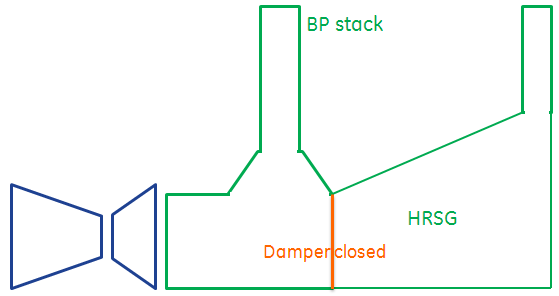 BP stack
HRSG
Damper closed